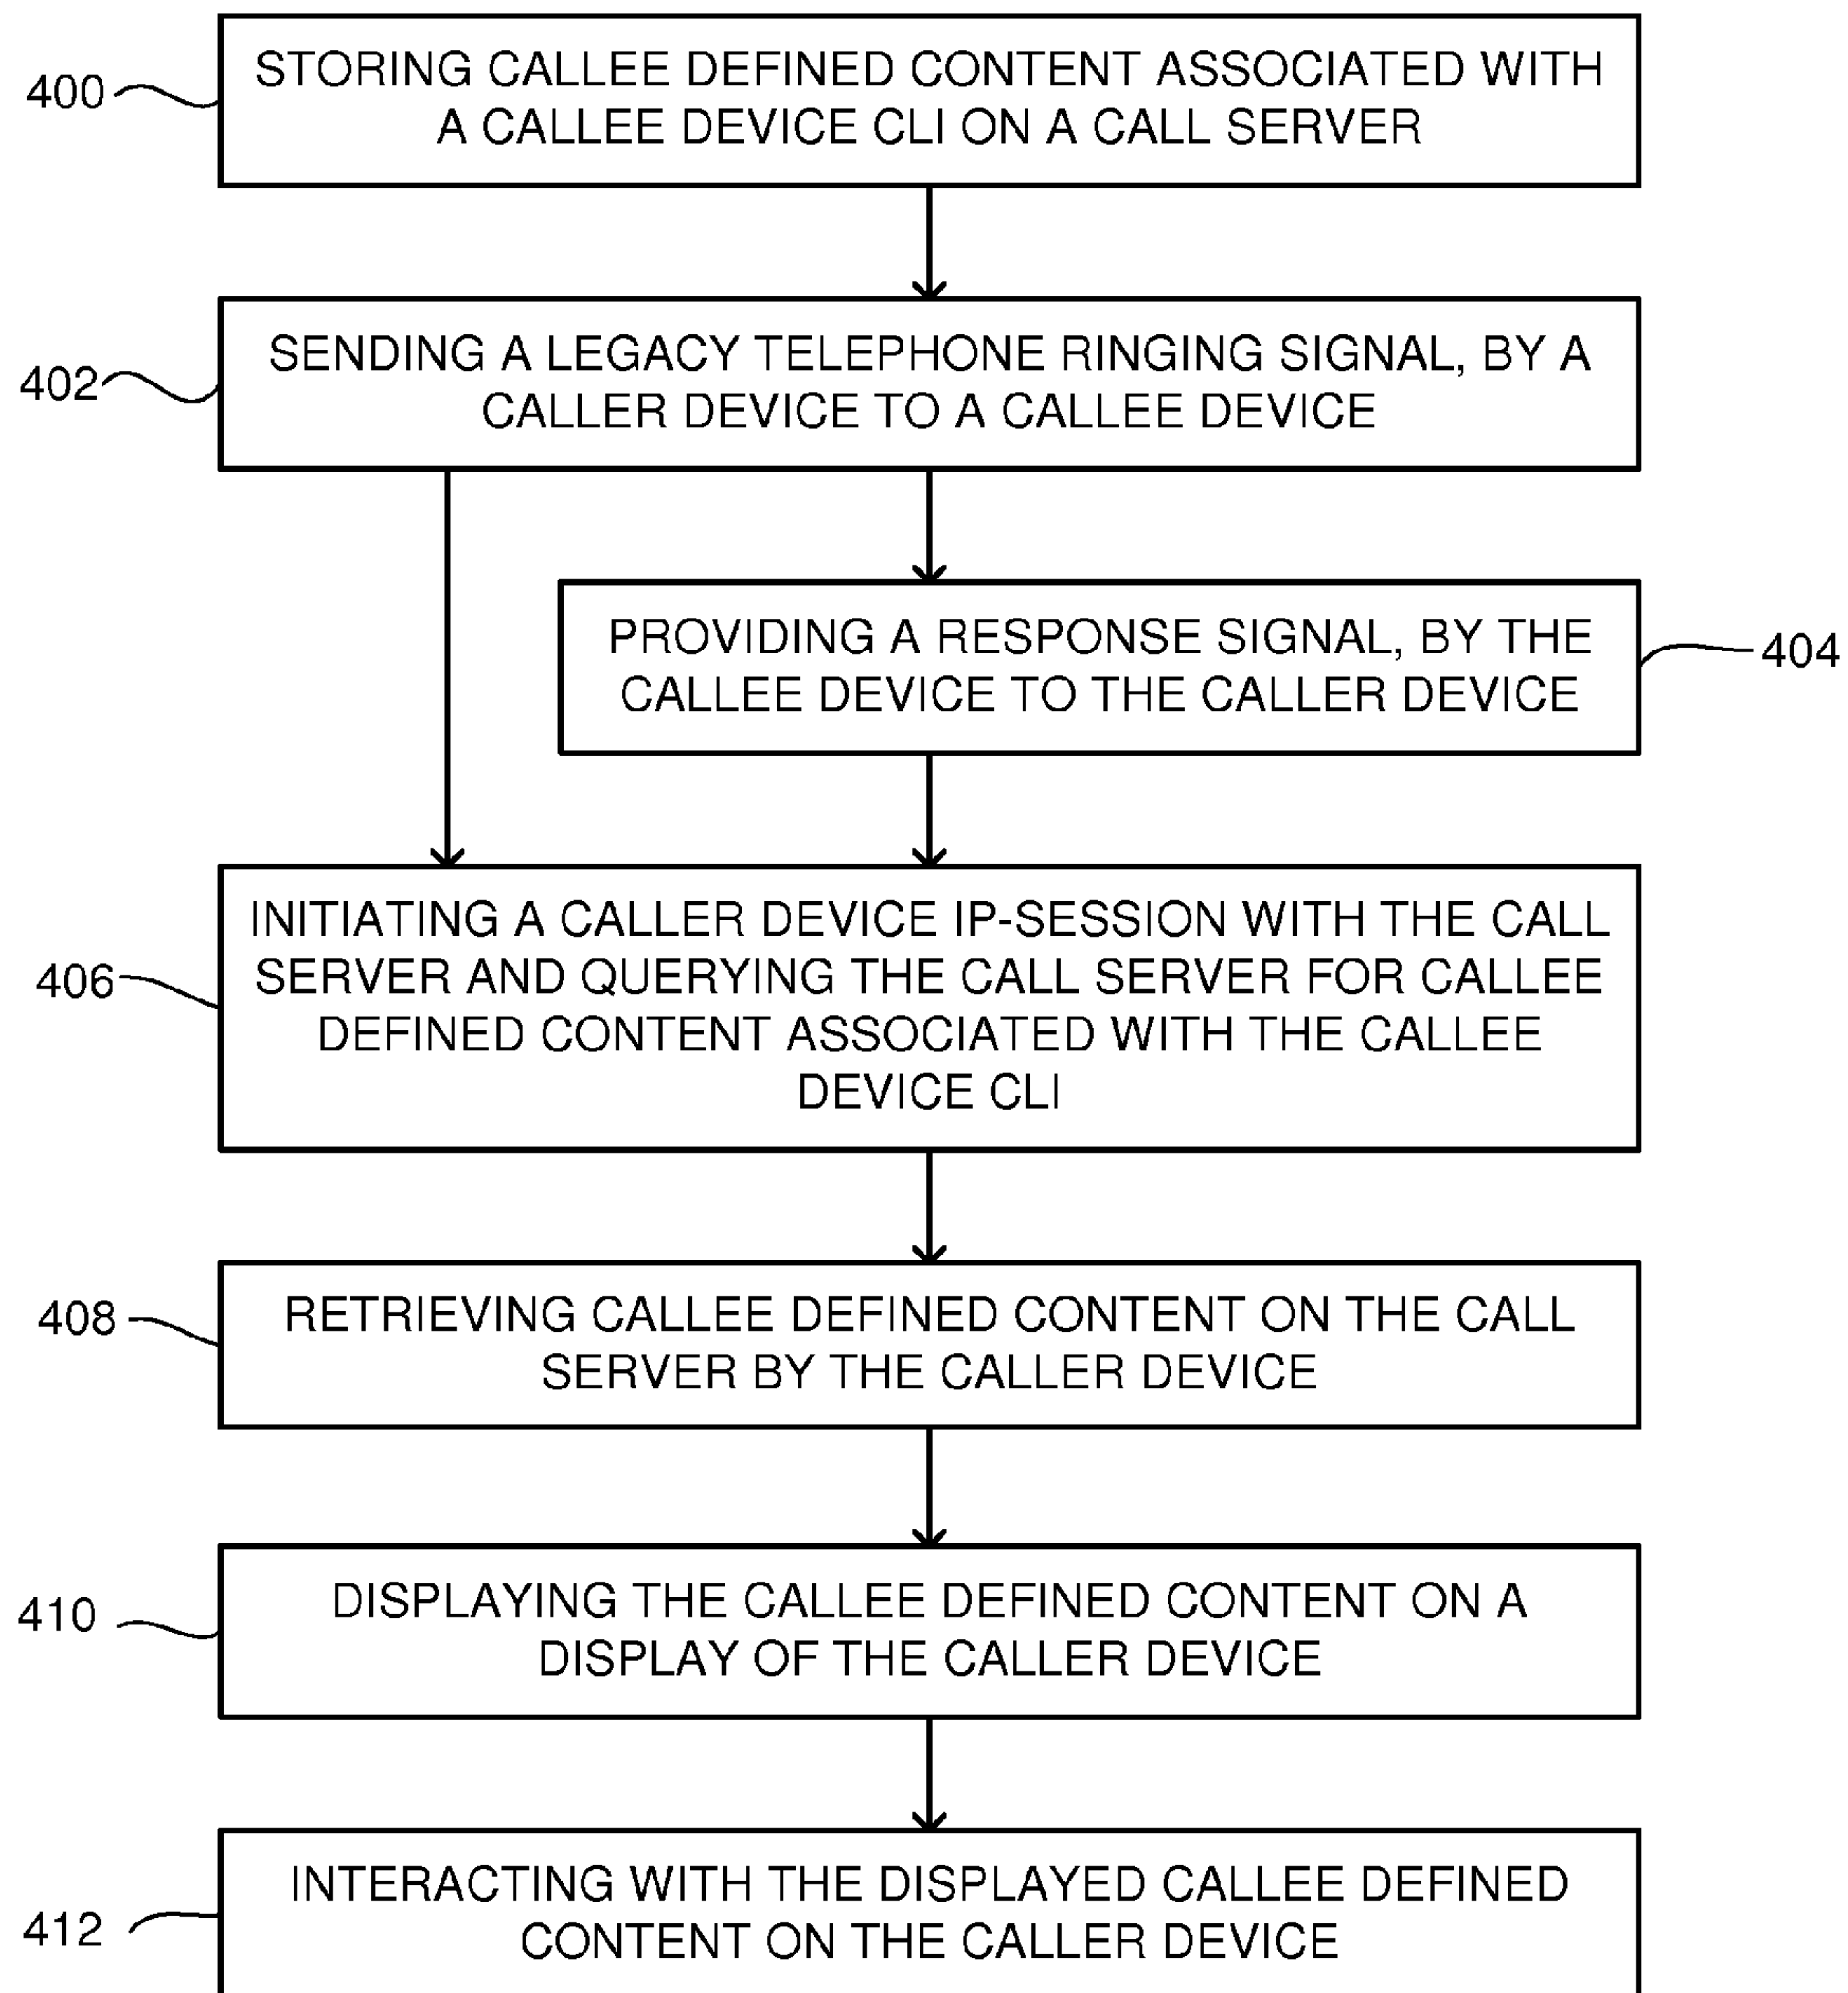 400
STORING CALLEE DEFINED CONTENT ASSOCIATED WITH
A CALLEE DEVICE CLI ON A CALL SERVER
402
SENDING A LEGACY TELEPHONE RINGING SIGNAL, BY A
CALLER DEVICE TO A CALLEE DEVICE
PROVIDING A RESPONSE SIGNAL, BY THE
CALLEE DEVICE TO THE CALLER DEVICE
404
406
INITIATING A CALLER DEVICE IP-SESSION WITH THE CALL
SERVER AND QUERYING THE CALL SERVER FOR CALLEE
DEFINED CONTENT ASSOCIATED WITH THE CALLEE
DEVICE CLI
408
RETRIEVING CALLEE DEFINED CONTENT ON THE CALL
SERVER BY THE CALLER DEVICE
410
DISPLAYING THE CALLEE DEFINED CONTENT ON A
DISPLAY OF THE CALLER DEVICE
412
INTERACTING WITH THE DISPLAYED CALLEE DEFINED
CONTENT ON THE CALLER DEVICE